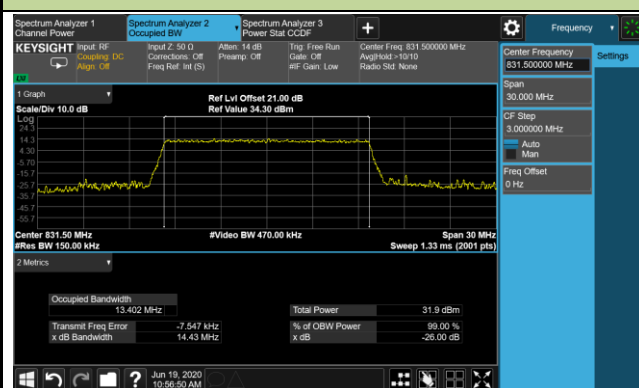 Spectrum Analyzer 1
Channel Power
Spectrum Analyzer 2
Occupied BW
Spectrum Analyzer 3
Power Stat CCDF
Frequency
KEYSIGHT
Input: RF
Coupling: DC
Align: Off
Input Z: 50 Ω
Corrections: Off
Freq Ref: Int (S)
Atten: 14 dB
Preamp: Off
Trig: Free Run
Gate: Off
#IF Gain: Low
Center Freq: 831.500000 MHz
Avg|Hold:>10/10
Radio Std: None
Center Frequency
831.500000 MHz
Settings
Span
30.000 MHz
CF Step
3.000000 MHz
Auto
Man
Freq Offset
0 Hz
1 Graph
Scale/Div 10.0 dB
Ref Lvl Offset 21.00 dB
Ref Value 34.30 dBm
Log
24.3
14.3
4.30
-5.70
-15.7
-25.7
-35.7
-45.7
-55.7
Center 831.50 MHz
#Video BW 470.00 kHz
Span 30 MHz
#Res BW 150.00 kHz
Sweep 1.33 ms (2001 pts)
2 Metrics
Occupied Bandwidth
13.402 MHz
Total Power 31.9 dBm
Transmit Freq Error -7.547 kHz
% of OBW Power 99.00 %
x dB Bandwidth 14.43 MHz
x dB -26.00 dB
?
Jun 19, 2020
10:56:50 AM